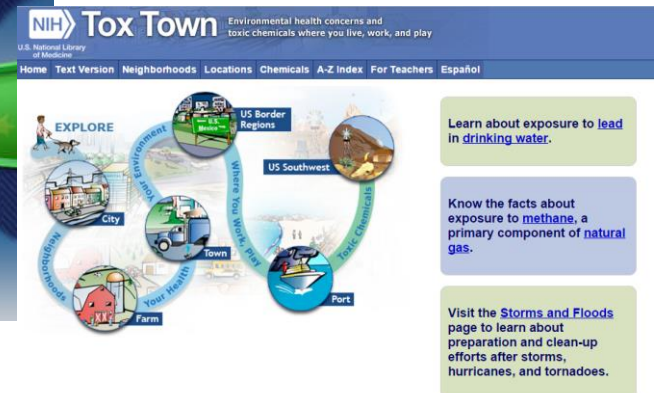 NIH
Tox Town
Environmental health concerns and
toxic chemicals where you live, work, and play
U.S. National Library
of Medicine
Home Text Version Neighborhoods Locations Chemicals A-Z Index For Teachers Español
EXPLORE
US Border
Regions
U.S.
Mexico
US Southwest
City
Town
Port
Farm
Neighborhoods
Your Health
Your Environment
Where You Work, Play
Toxic Chemicals
Learn about exposure to lead
in drinking water.
Know the facts about
exposure to methane, a
primary component of natural
gas.
Visit the Storms and Floods
page to learn about
preparation and clean-up
efforts after storms,
hurricanes, and tornadoes.